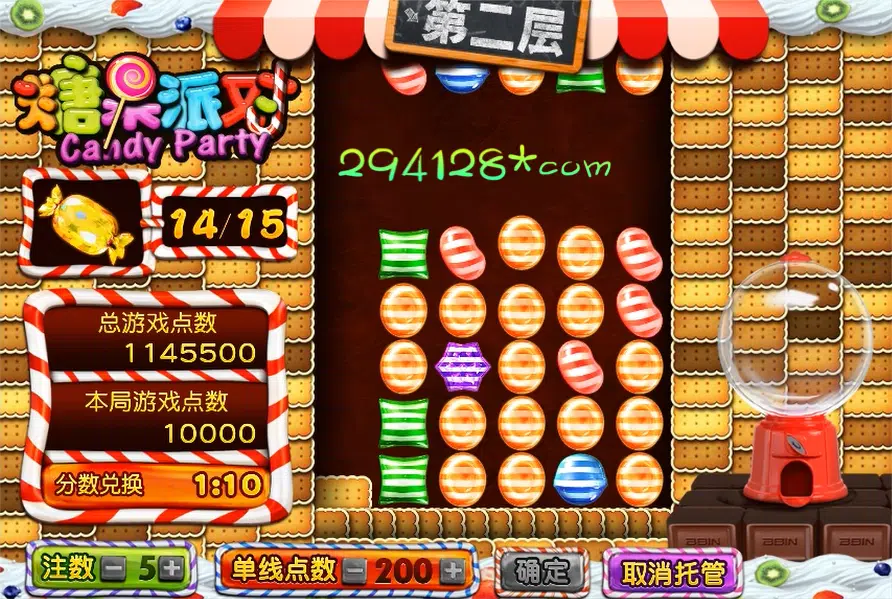 第二层
糖果派对
Candy Party
294128*com
14/15
总游戏点数
1145500
本局游戏点数
10000
分数兑换 1:10
BBIN BBIN BBIN
注数 - 5 + 单线点数 - 200 + 确定 取消托管